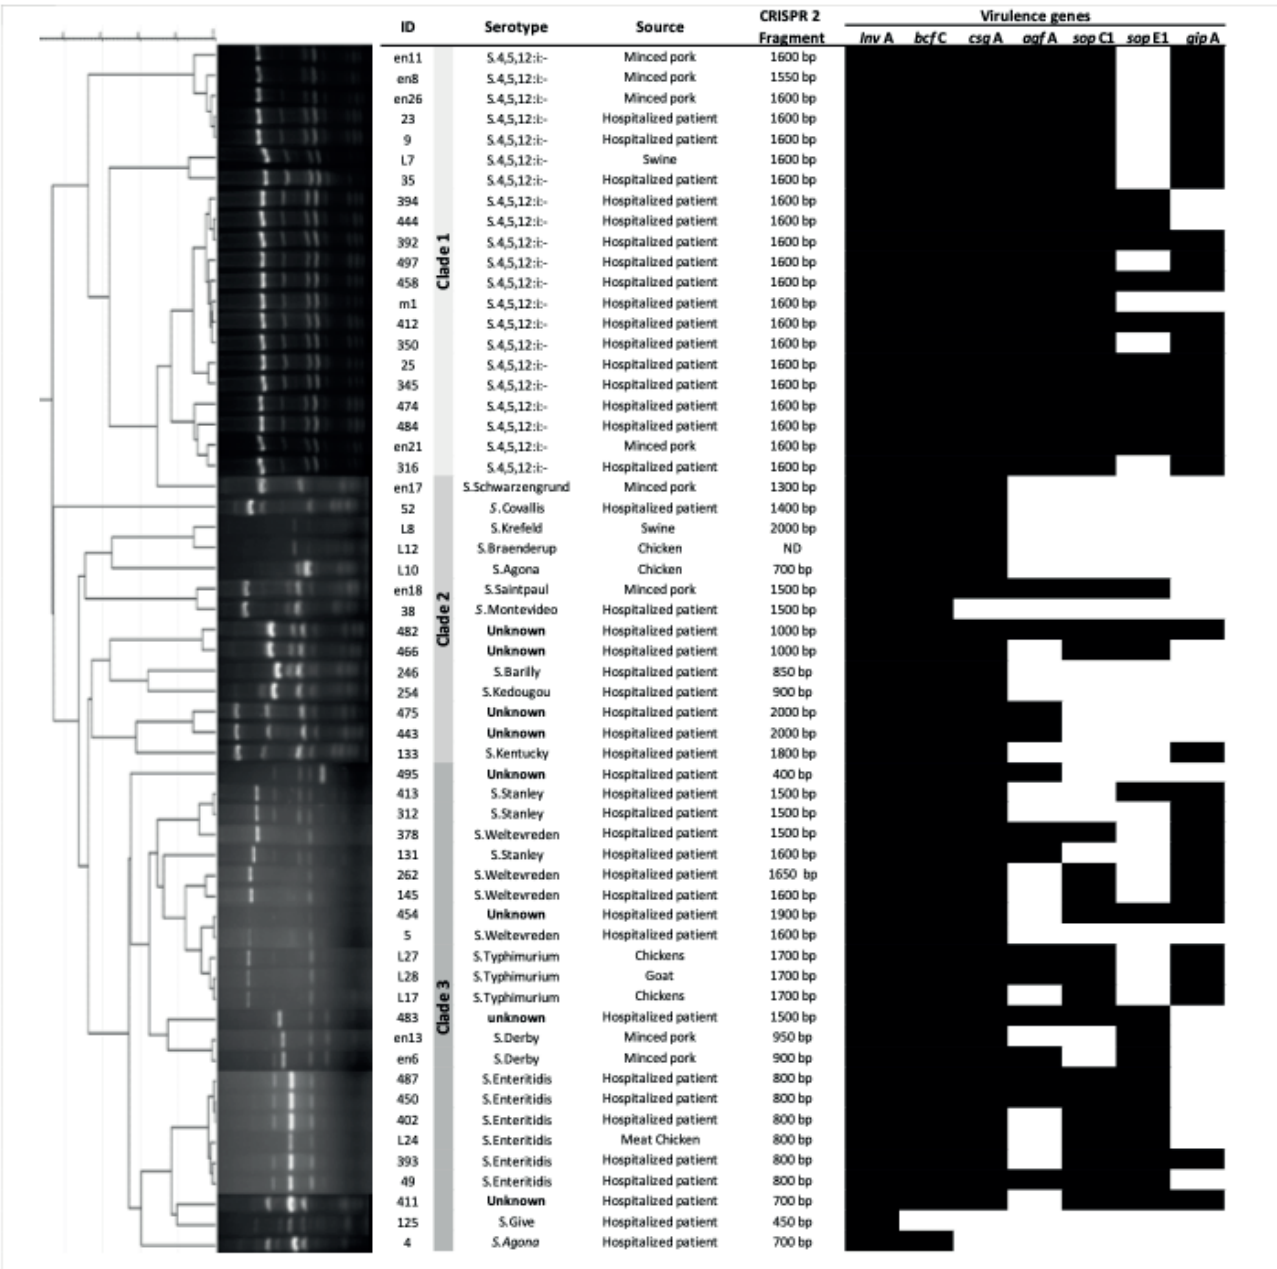 CRISPR 2 Virulence genes
ID Serotype Source Fragment Inv A bcf C csg A agf A sop C1 sop E1 gip A
en11 S.4,5,12:i:- Minced pork 1600 bp
en8 S.4,5,12:i:- Minced pork 1550 bp
en26 S.4,5,12:i:- Minced pork 1600 bp
23 S.4,5,12:i:- Hospitalized patient 1600 bp
9 S.4,5,12:i:- Hospitalized patient 1600 bp
L7 S.4,5,12:i:- Swine 1600 bp
35 S.4,5,12:i:- Hospitalized patient 1600 bp
394 S.4,5,12:i:- Hospitalized patient 1600 bp
444 S.4,5,12:i:- Hospitalized patient 1600 bp
392 S.4,5,12:i:- Hospitalized patient 1600 bp
497 S.4,5,12:i:- Hospitalized patient 1600 bp
458 S.4,5,12:i:- Hospitalized patient 1600 bp
m1 S.4,5,12:i:- Hospitalized patient 1600 bp
412 S.4,5,12:i:- Hospitalized patient 1600 bp
350 S.4,5,12:i:- Hospitalized patient 1600 bp
25 S.4,5,12:i:- Hospitalized patient 1600 bp
345 S.4,5,12:i:- Hospitalized patient 1600 bp
474 S.4,5,12:i:- Hospitalized patient 1600 bp
484 S.4,5,12:i:- Hospitalized patient 1600 bp
en21 S.4,5,12:i:- Minced pork 1600 bp
316 S.4,5,12:i:- Hospitalized patient 1600 bp
Clade 1
en17 S.Schwarzengrund Minced pork 1300 bp
52 S.Covallis Hospitalized patient 1400 bp
L8 S.Krefeld Swine 2000 bp
L12 S.Braenderup Chicken ND
L10 S.Agona Chicken 700 bp
en18 S.Saintpaul Minced pork 1500 bp
38 S.Montevideo Hospitalized patient 1500 bp
482 Unknown Hospitalized patient 1000 bp
466 Unknown Hospitalized patient 1000 bp
246 S.Barilly Hospitalized patient 850 bp
254 S.Kedougou Hospitalized patient 900 bp
475 Unknown Hospitalized patient 2000 bp
443 Unknown Hospitalized patient 2000 bp
133 S.Kentucky Hospitalized patient 1800 bp
Clade 2
495 Unknown Hospitalized patient 400 bp
413 S.Stanley Hospitalized patient 1500 bp
312 S.Stanley Hospitalized patient 1500 bp
378 S.Weltevreden Hospitalized patient 1500 bp
131 S.Stanley Hospitalized patient 1600 bp
262 S.Weltevreden Hospitalized patient 1650 bp
145 S.Weltevreden Hospitalized patient 1600 bp
454 Unknown Hospitalized patient 1900 bp
5 S.Weltevreden Hospitalized patient 1600 bp
L27 S.Typhimurium Chickens 1700 bp
L28 S.Typhimurium Goat 1700 bp
L17 S.Typhimurium Chickens 1700 bp
483 unknown Hospitalized patient 1500 bp
en13 S.Derby Minced pork 950 bp
en6 S.Derby Minced pork 900 bp
487 S.Enteritidis Hospitalized patient 800 bp
450 S.Enteritidis Hospitalized patient 800 bp
402 S.Enteritidis Hospitalized patient 800 bp
L24 S.Enteritidis Meat Chicken 800 bp
393 S.Enteritidis Hospitalized patient 800 bp
49 S.Enteritidis Hospitalized patient 800 bp
411 Unknown Hospitalized patient 700 bp
125 S.Give Hospitalized patient 450 bp
4 S.Agona Hospitalized patient 700 bp
Clade 3